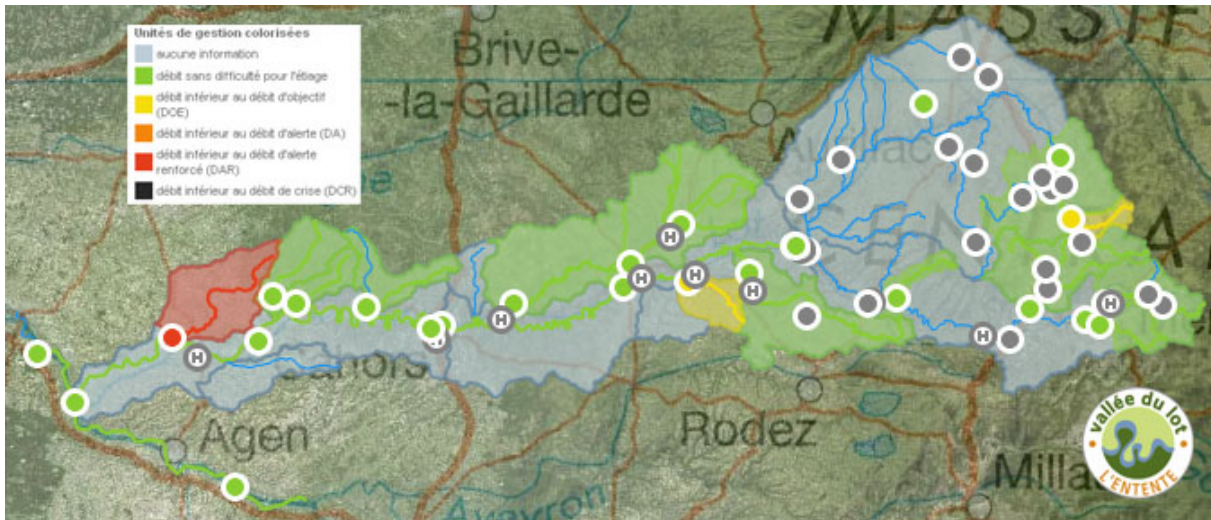 MASSIF
Unités de gestion colorisées
aucune information
débit sans difficulté pour l'étiage
débit inférieur au débit d'objectif
(DOE)
débit inférieur au débit d'alerte (DA)
débit inférieur au débit d'alerte
renforcé (DAR)
débit inférieur au débit de crise (DCR)
Brive-
-la-Gaillarde
H
H
H
H
H
H
H
H
Agen
Rodez
Aveyron
vallée du lot
L'ENTENTE